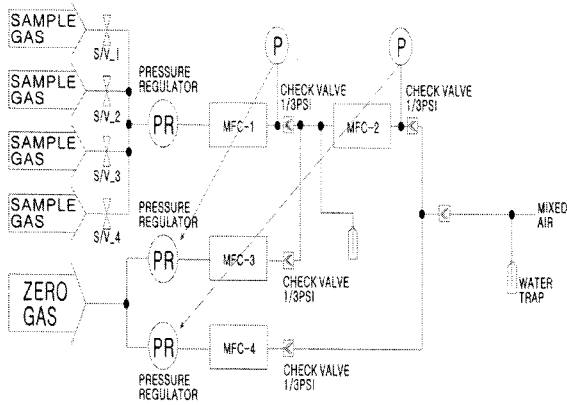 SAMPLE
GAS
S/V_1
SAMPLE
GAS
S/V_2
SAMPLE
GAS
S/V_3
SAMPLE
GAS
S/V_4
ZERO
GAS
PRESSURE
REGULATOR
PR
MFC-1
P
CHECK VALVE
1/3PSI
MFC-2
P
CHECK VALVE
1/3PSI
PRESSURE
REGULATOR
PR
MFC-3
CHECK VALVE
1/3PSI
PR
PRESSURE
REGULATOR
MFC-4
CHECK VALVE
1/3PSI
MIXED
AIR
WATER
TRAP